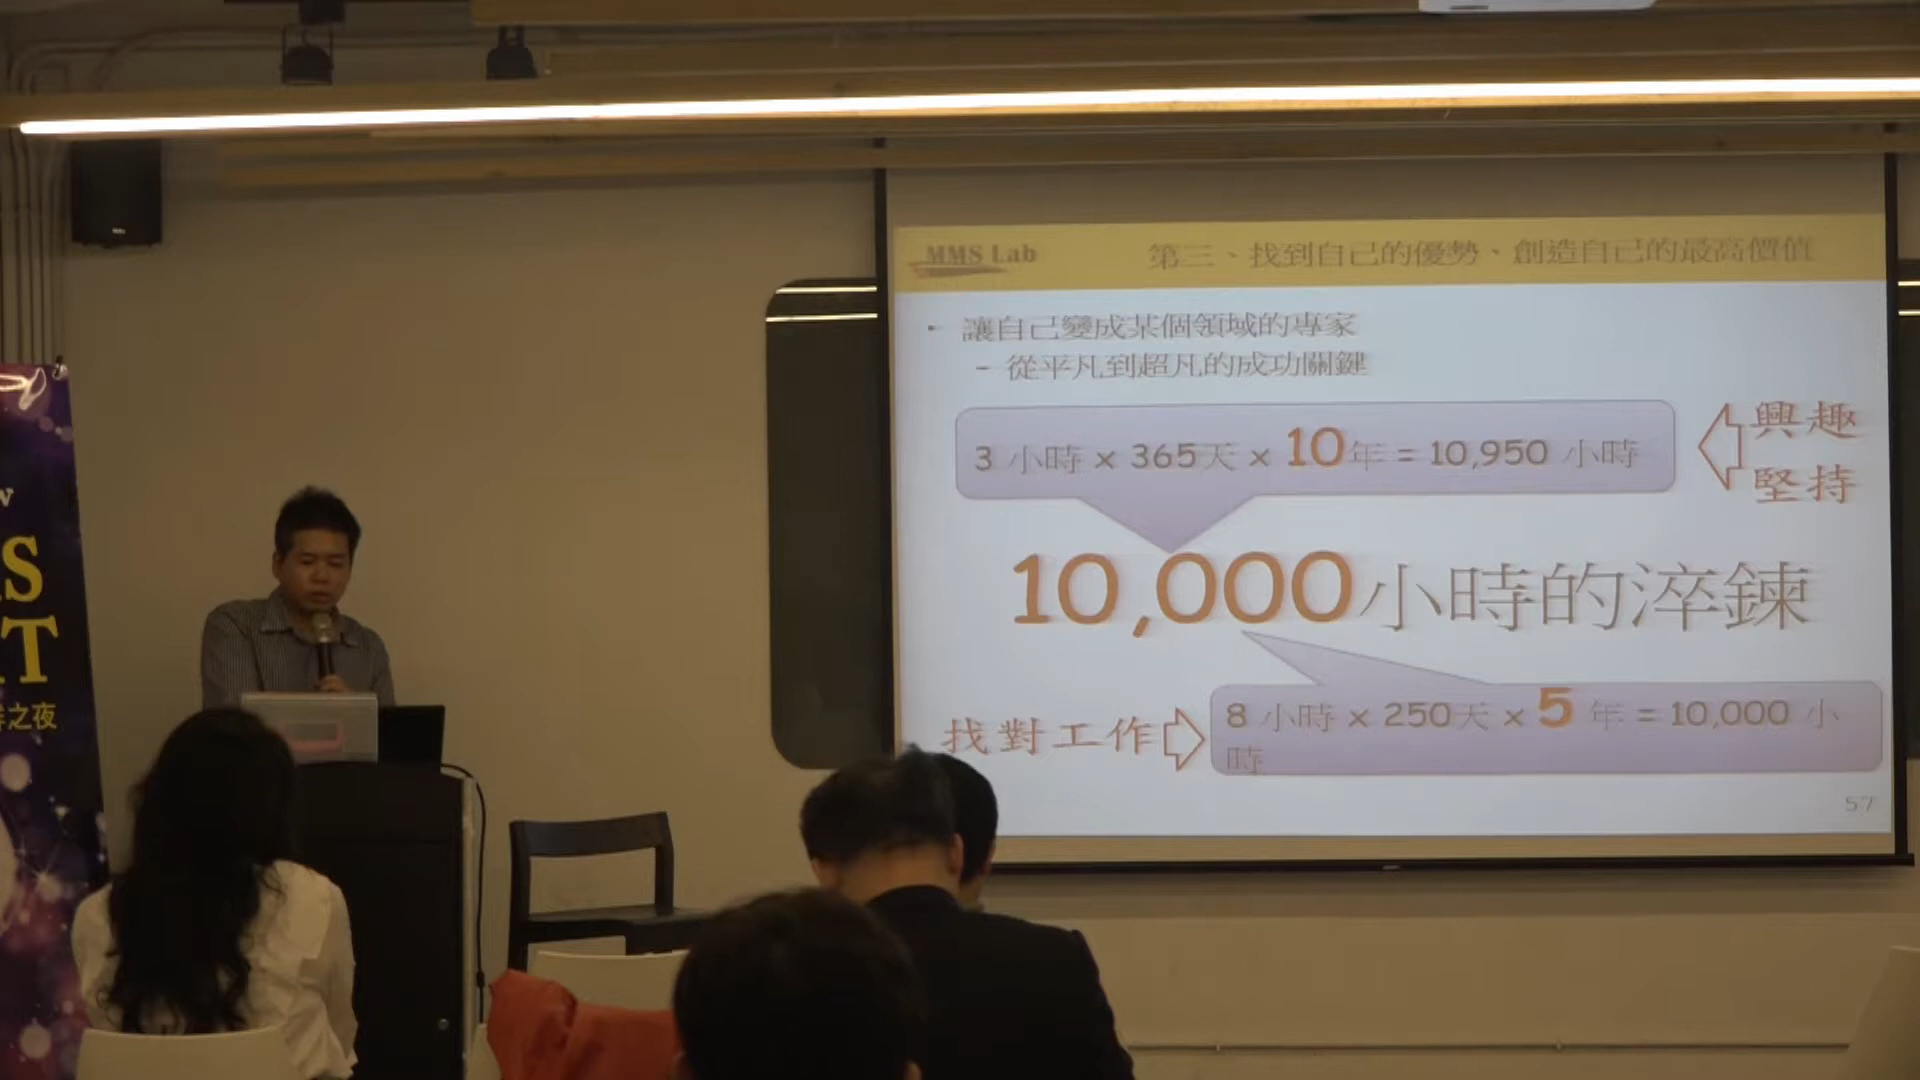 MMS Lab
第三、找到自己的優勢、創造自己的最高價值
• 讓自己變成某個領域的專家
– 從平凡到超凡的成功關鍵
3 小時 x 365天 x 10年 = 10,950 小時
興趣
堅持
10,000小時的淬鍊
找對工作
8 小時 x 250天 x 5 年 = 10,000 小
時
57
W
S
T
之夜